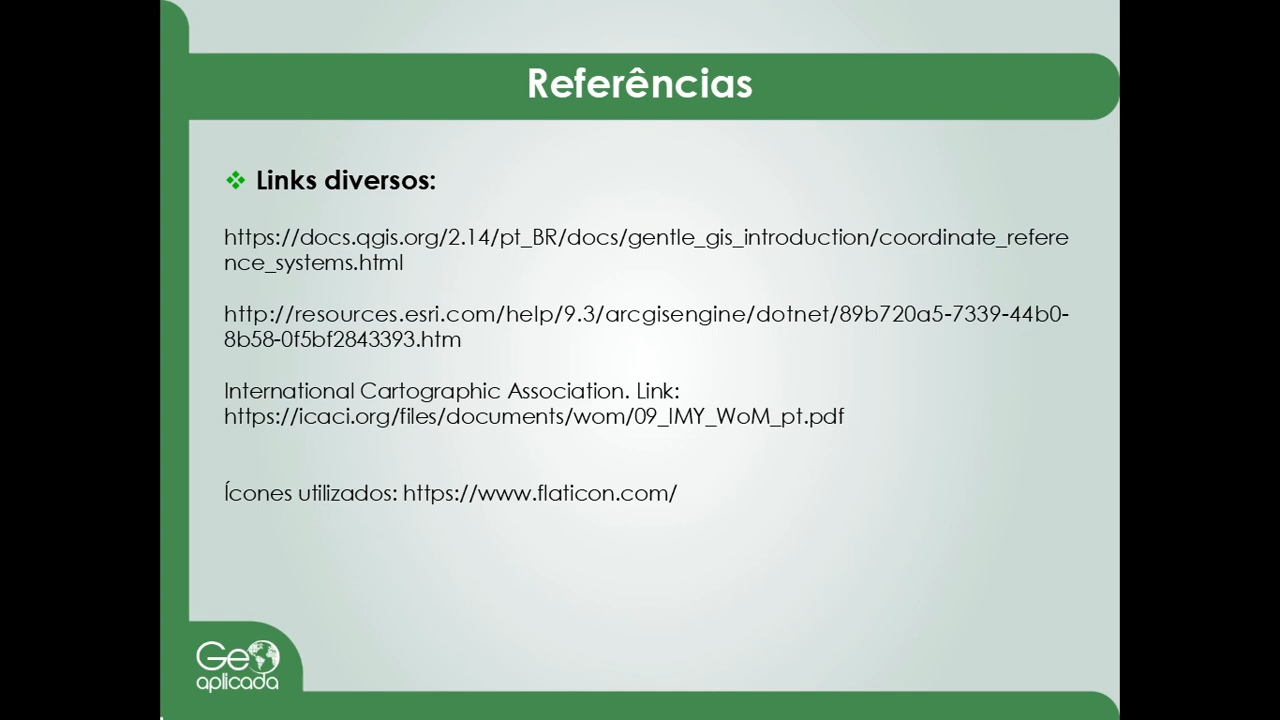 Referências
Links diversos:
https://docs.qgis.org/2.14/pt_BR/docs/gentle_gis_introduction/coordinate_refere
nce_systems.html
http://resources.esri.com/help/9.3/arcgisengine/dotnet/89b720a5-7339-44b0-
8b58-0f5bf2843393.htm
International Cartographic Association. Link:
https://icaci.org/files/documents/wom/09_IMY_WoM_pt.pdf
Ícones utilizados: https://www.flaticon.com/
Geo
aplicada